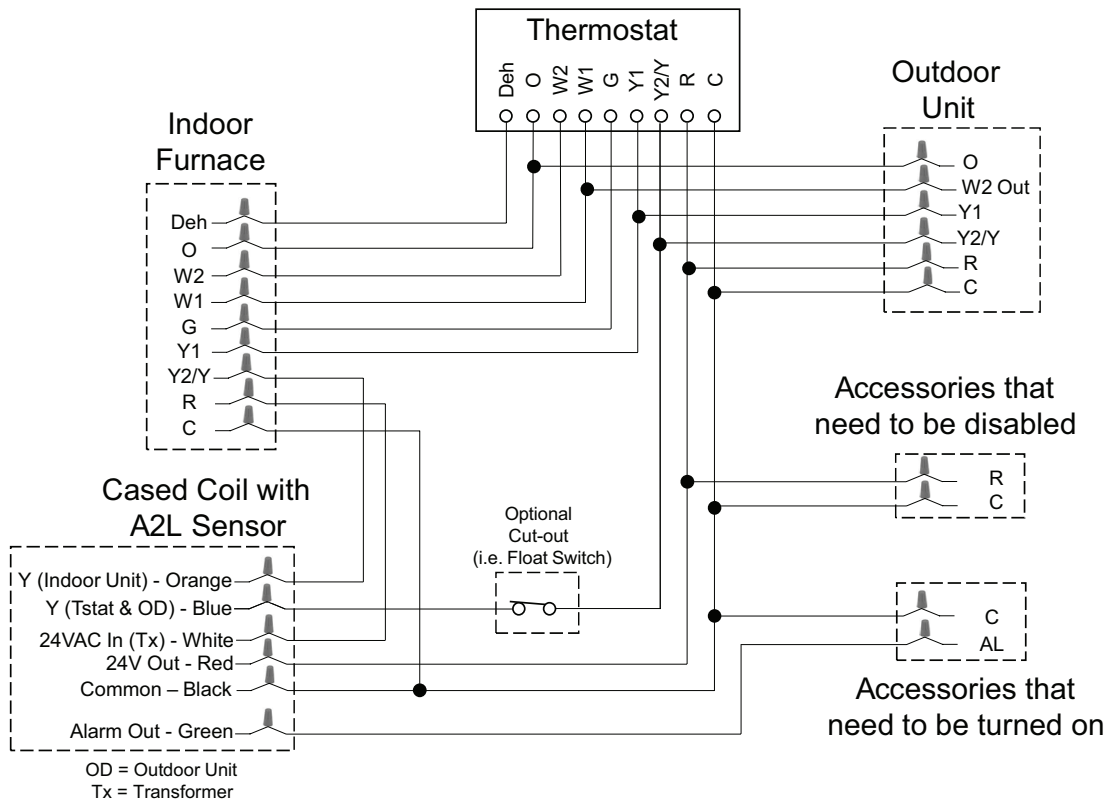 Thermostat
Deh O W2 W1 G Y1 Y2/Y R C
Outdoor
Unit
O
W2 Out
Y1
Y2/Y
R
C
Indoor
Furnace
Deh
O
W2
W1
G
Y1
Y2/Y
R
C
Accessories that
need to be disabled
R
C
Cased Coil with
A2L Sensor
Y (Indoor Unit) - Orange
Y (Tstat & OD) - Blue
24VAC In (Tx) - White
24V Out - Red
Common – Black
Alarm Out - Green
OD = Outdoor Unit
Tx = Transformer
Optional
Cut-out
(i.e. Float Switch)
C
AL
Accessories that
need to be turned on